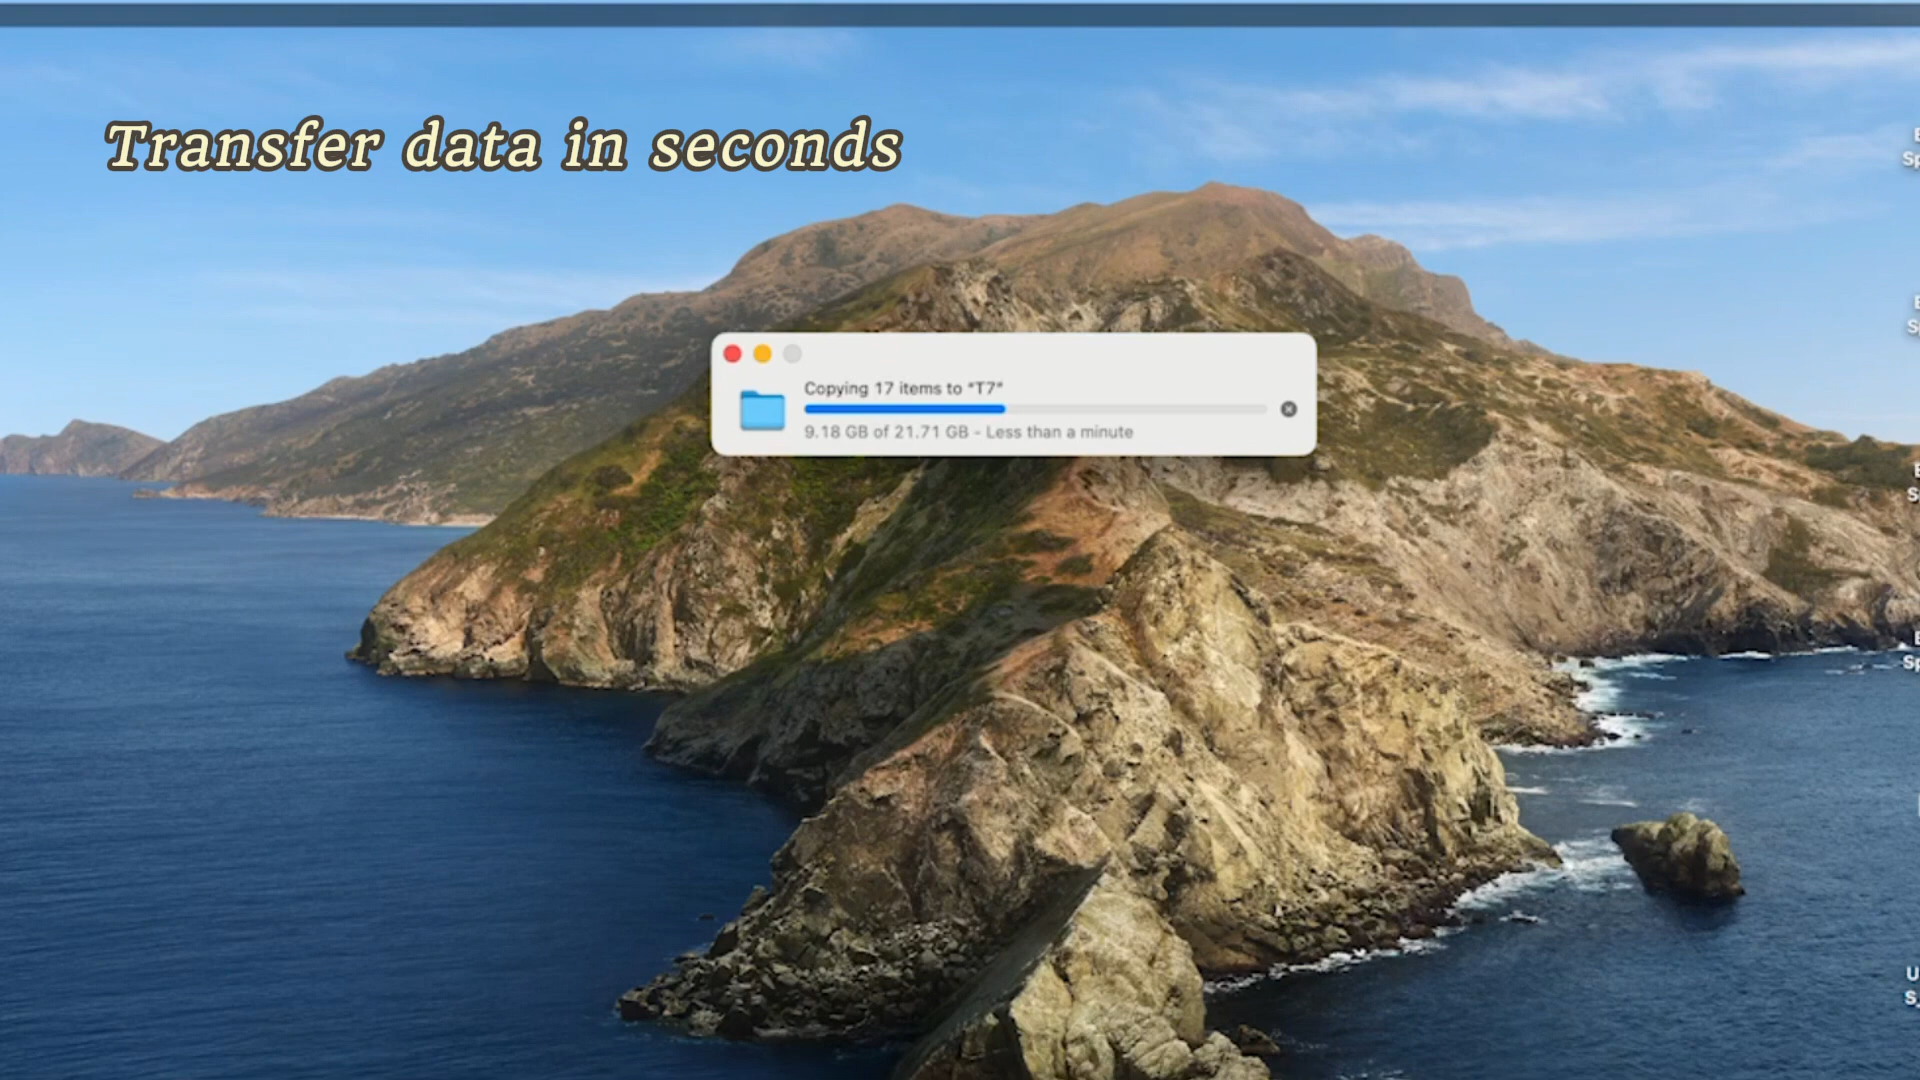 Transfer data in seconds
Copying 17 items to “T7”
9.18 GB of 21.71 GB - Less than a minute